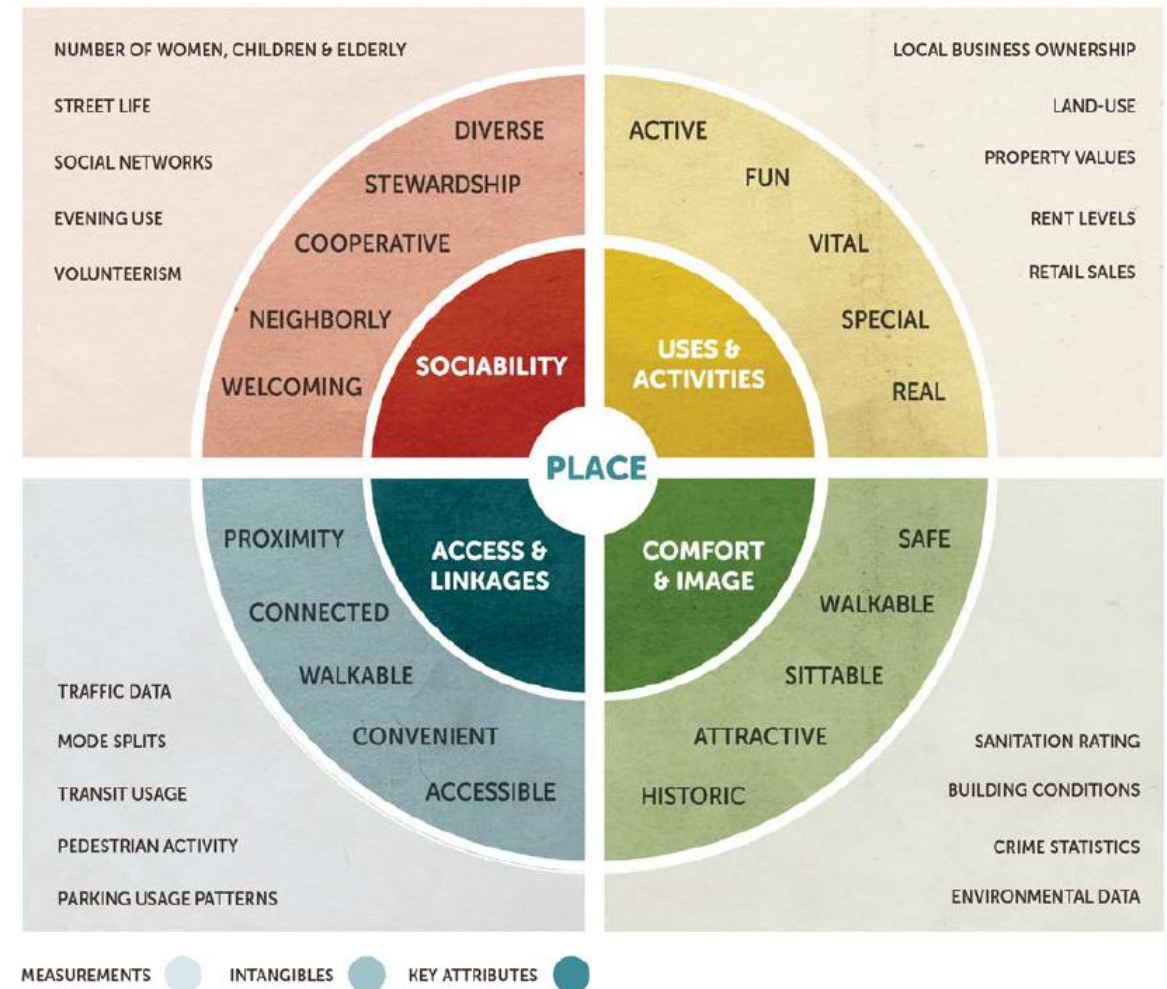 NUMBER OF WOMEN, CHILDREN & ELDERLY
STREET LIFE
SOCIAL NETWORKS
EVENING USE
VOLUNTEERISM
DIVERSE
STEWARDSHIP
COOPERATIVE
NEIGHBORLY
WELCOMING
SOCIABILITY
LOCAL BUSINESS OWNERSHIP
LAND-USE
PROPERTY VALUES
RENT LEVELS
RETAIL SALES
ACTIVE
FUN
VITAL
SPECIAL
REAL
USES &
ACTIVITIES
PLACE
ACCESS &
LINKAGES
PROXIMITY
CONNECTED
WALKABLE
CONVENIENT
ACCESSIBLE
TRAFFIC DATA
MODE SPLITS
TRANSIT USAGE
PEDESTRIAN ACTIVITY
PARKING USAGE PATTERNS
COMFORT
& IMAGE
SAFE
WALKABLE
SITTABLE
ATTRACTIVE
HISTORIC
SANITATION RATING
BUILDING CONDITIONS
CRIME STATISTICS
ENVIRONMENTAL DATA
MEASUREMENTS INTANGIBLES KEY ATTRIBUTES